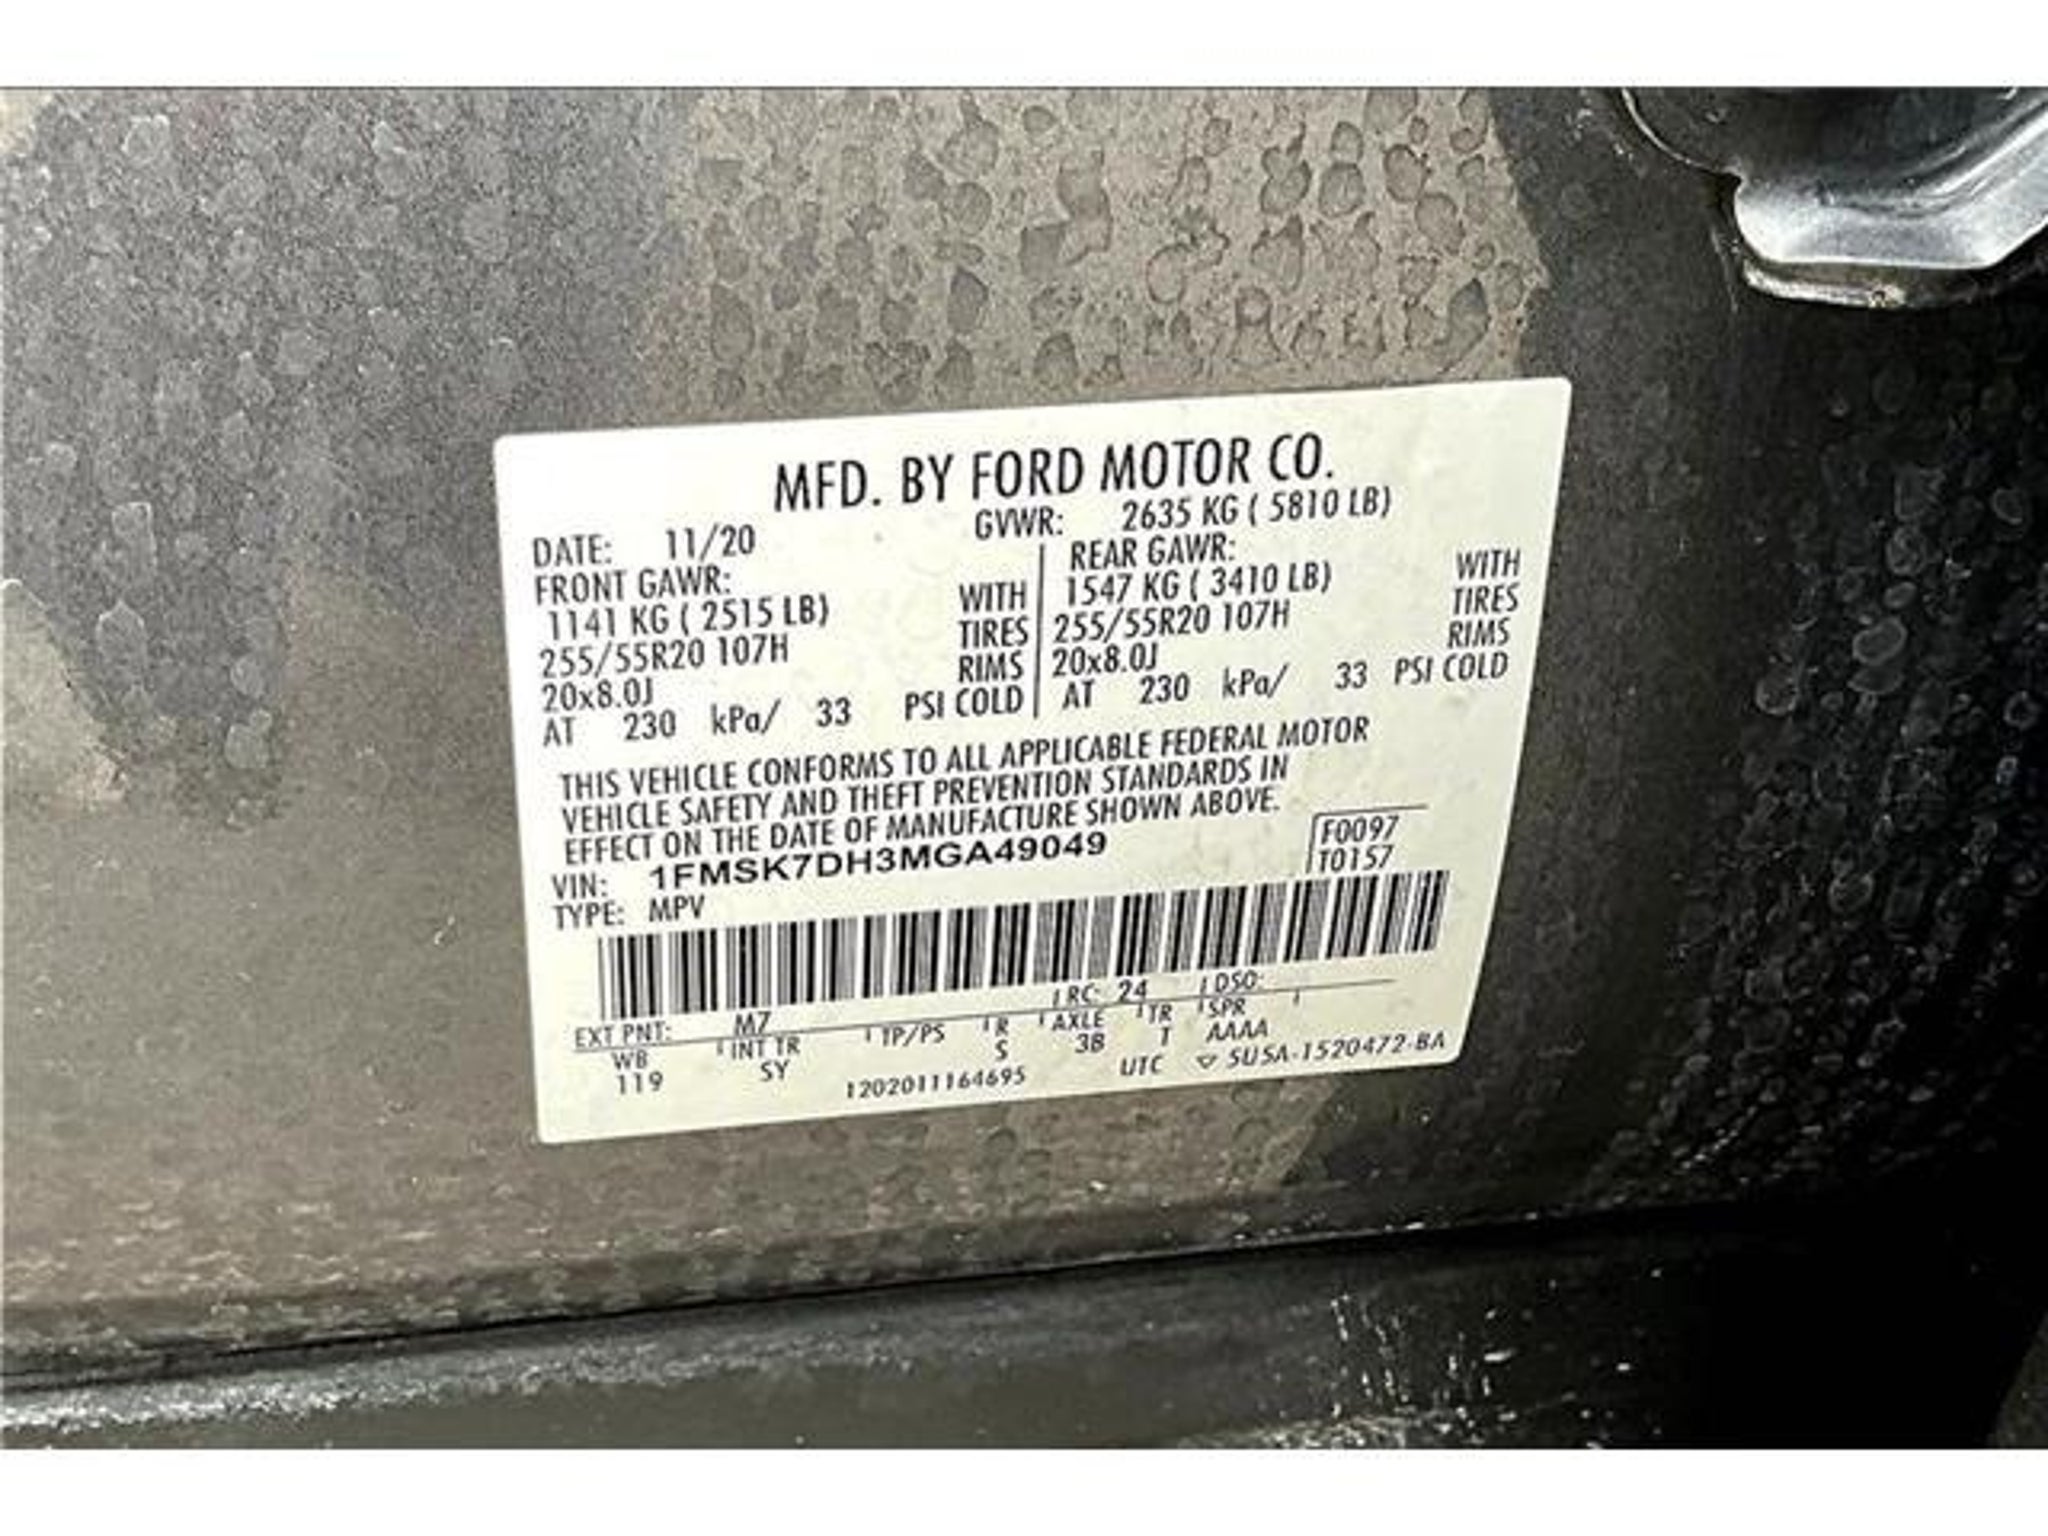 MFD. BY FORD MOTOR CO.
DATE: 11/20 GVWR: 2635 KG ( 5810 LB)
FRONT GAWR: REAR GAWR:
1141 KG ( 2515 LB) WITH 1547 KG ( 3410 LB) WITH
255/55R20 107H TIRES 255/55R20 107H TIRES
20x8.0J RIMS 20x8.0J RIMS
AT 230 kPa/ 33 PSI COLD AT 230 kPa/ 33 PSI COLD
THIS VEHICLE CONFORMS TO ALL APPLICABLE FEDERAL MOTOR
VEHICLE SAFETY AND THEFT PREVENTION STANDARDS IN
EFFECT ON THE DATE OF MANUFACTURE SHOWN ABOVE.
VIN: 1FMSK7DH3MGA49049 F0097
TYPE: MPV T0157
EXT PNT: M7 RC: 24 DSO:
WB INT TR TP/PS R AXLE TR SPR
119 SY S 3B T AAAA
1202011164695 UTC ▽ SU5A-1520472-BA